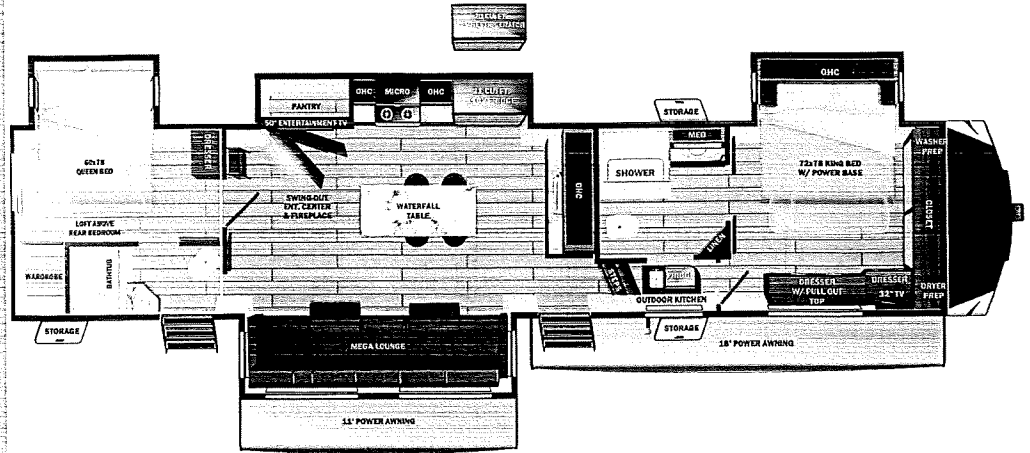 OHC
MICRO
OHC
PANTRY
50" ENTERTAINMENT TV
STORAGE
OHC
DRESSER
MED
WASHER
PREP
60x78
QUEEN BED
SHOWER
72x78 KING BED
W/ POWER BASE
SWING-OUT
ENT. CENTER
& FIREPLACE
WATERFALL
TABLE
OHC
CLOSET
LOFT ABOVE
REAR BEDROOM
LINEN
WARDROBE
BATHTUB
STEPS
DRESSER
W/ PULL OUT
TOP
DRESSER
32" TV
DRYER
PREP
OUTDOOR KITCHEN
STORAGE
STORAGE
MEGA LOUNGE
18' POWER AWNING
11' POWER AWNING